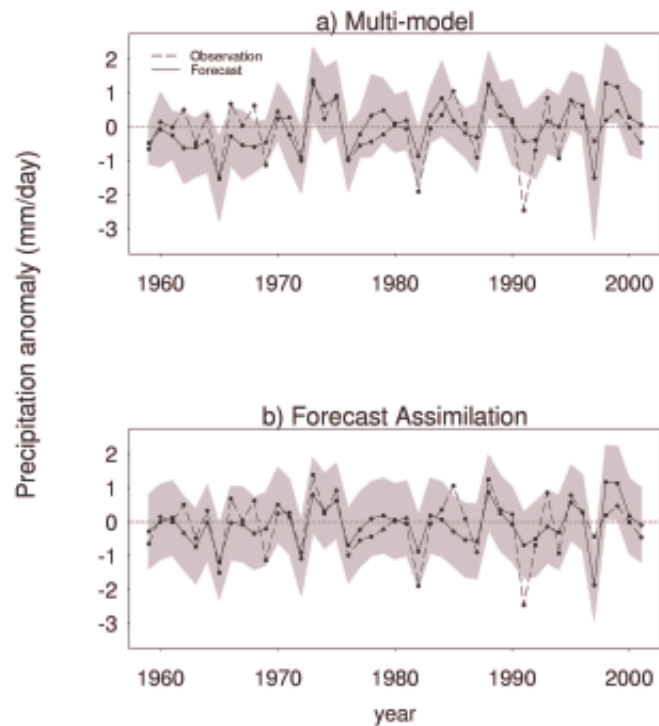 a) Multi-model
Observation
Forecast
2
1
0
-1
-2
-3
1960 1970 1980 1990 2000
Precipitation anomaly (mm/day)
b) Forecast Assimilation
2
1
0
-1
-2
-3
1960 1970 1980 1990 2000
year